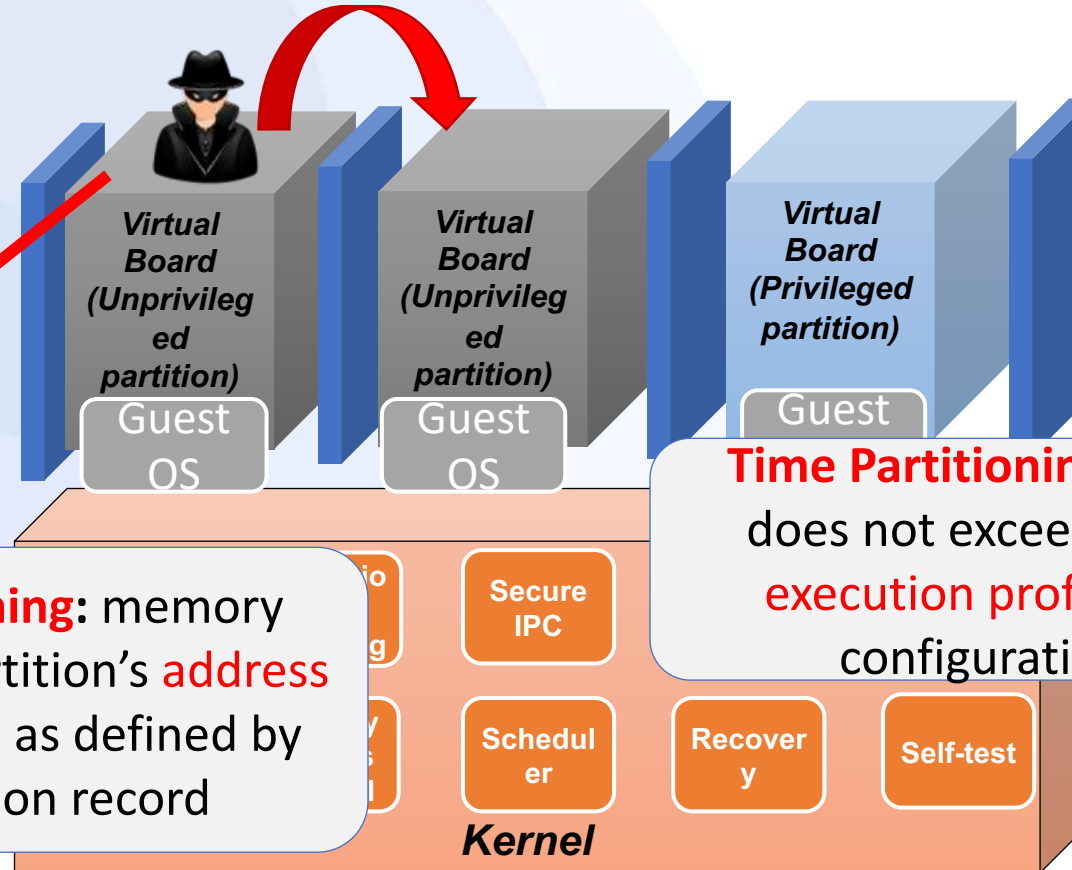 Virtual
Board
(Unprivileg
ed
partition)
Guest
OS
Virtual
Board
(Unprivileg
ed
partition)
Guest
OS
Virtual
Board
(Privileged
partition)
Guest
Time Partitionin
does not excee
execution prof
configurati
ning: memory
rtition's address
as defined by
on record
io
g
Secure
IPC
y
s
l
Schedul
er
Recover
y
Self-test
Kernel